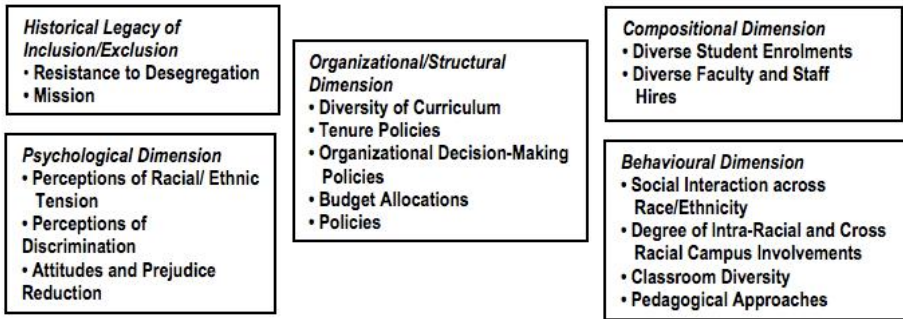 Historical Legacy of
Inclusion/Exclusion
• Resistance to Desegregation
• Mission
Psychological Dimension
• Perceptions of Racial/ Ethnic
Tension
• Perceptions of
Discrimination
• Attitudes and Prejudice
Reduction
Organizational/Structural
Dimension
• Diversity of Curriculum
• Tenure Policies
• Organizational Decision-Making
Policies
• Budget Allocations
• Policies
Compositional Dimension
• Diverse Student Enrolments
• Diverse Faculty and Staff
Hires
Behavioural Dimension
• Social Interaction across
Race/Ethnicity
• Degree of Intra-Racial and Cross
Racial Campus Involvements
• Classroom Diversity
• Pedagogical Approaches